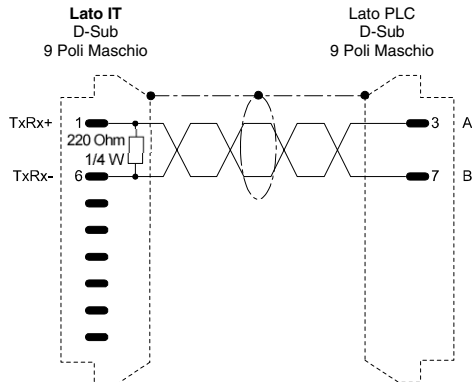 Lato IT
D-Sub
9 Poli Maschio
Lato PLC
D-Sub
9 Poli Maschio
TxRx+ 1 3 A
220 Ohm
1/4 W
TxRx- 6 7 B